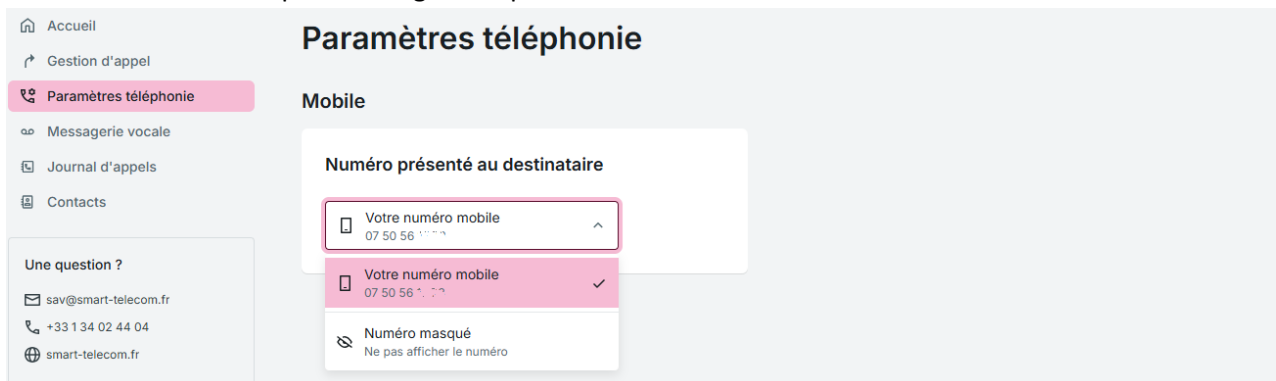 Accueil
Gestion d'appel
Paramètres téléphonie
Messagerie vocale
Journal d'appels
Contacts
Une question ?
sav@smart-telecom.fr
+33 1 34 02 44 04
smart-telecom.fr
Paramètres téléphonie
Mobile
Numéro présenté au destinataire
Votre numéro mobile
07 50 56
Votre numéro mobile
07 50 56
Numéro masqué
Ne pas afficher le numéro